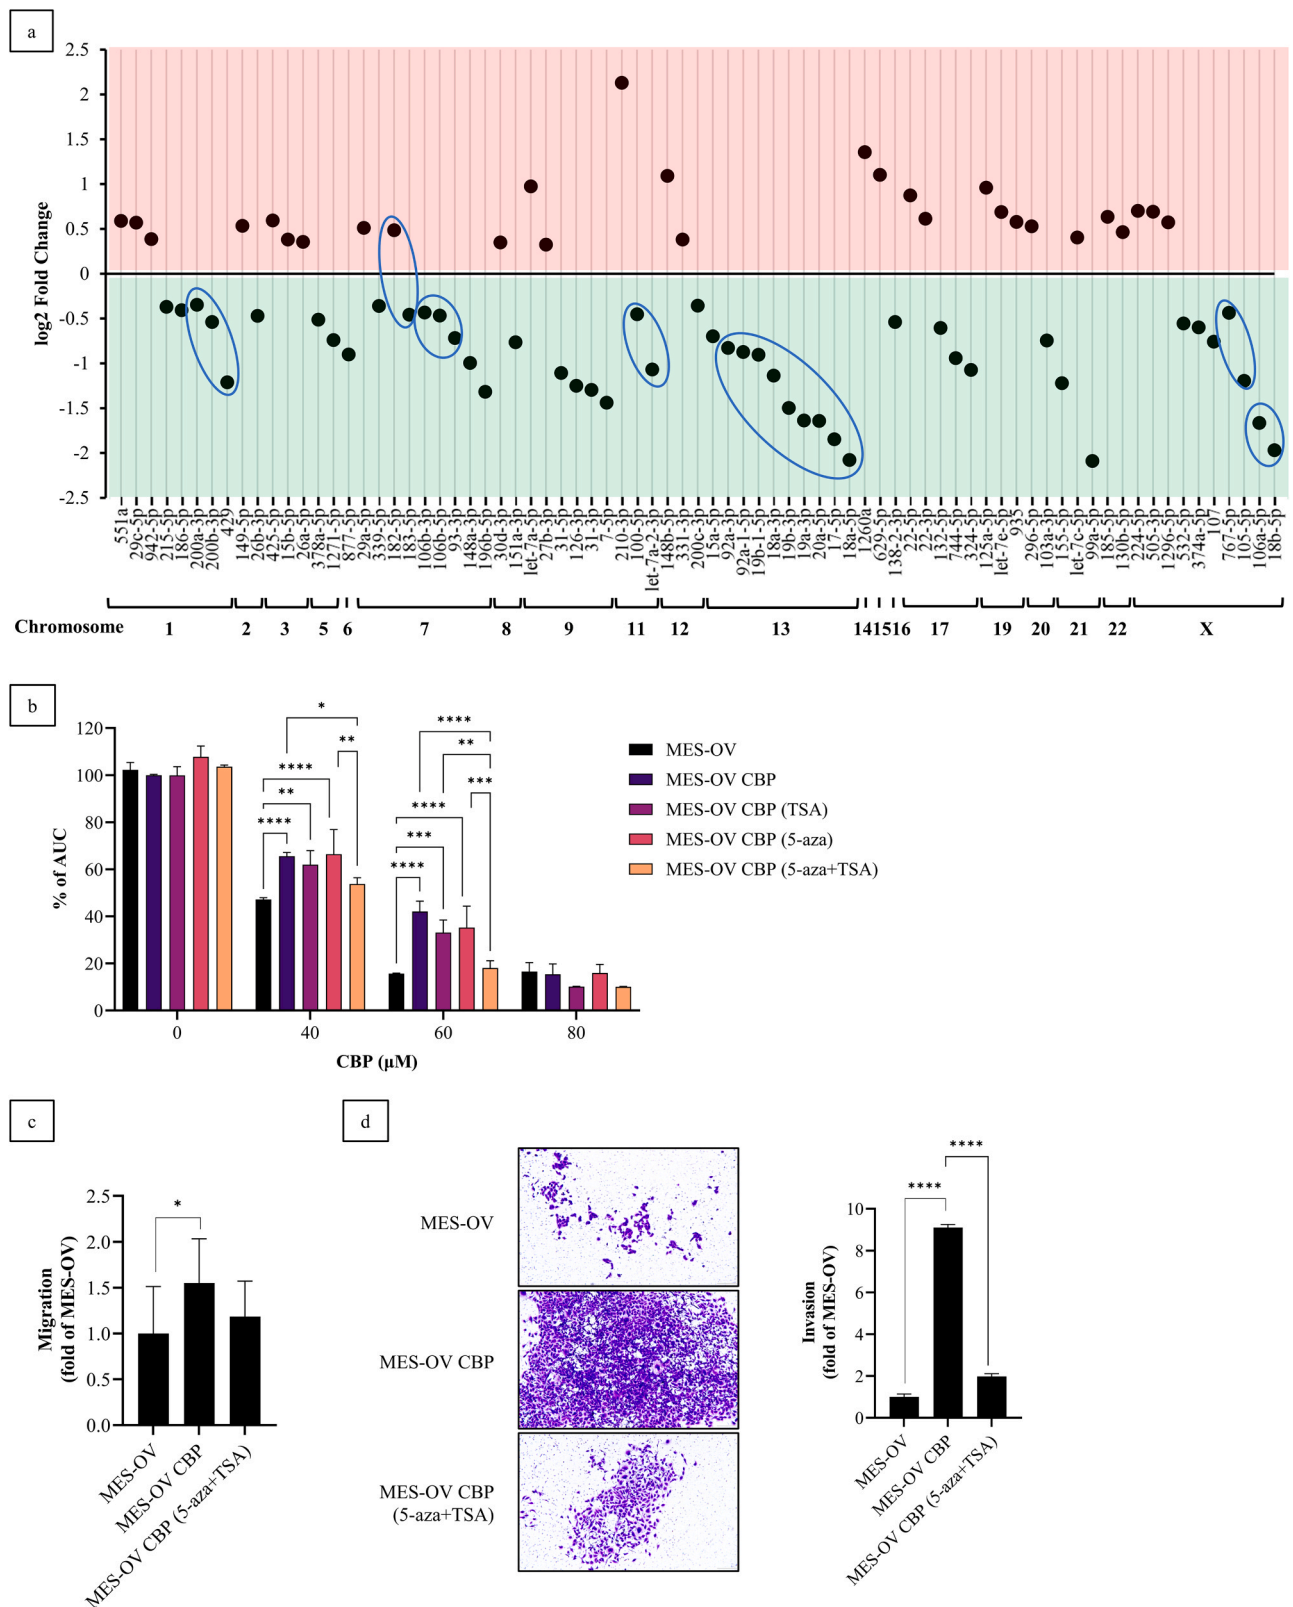 a
2.5
2
1.5
1
0.5
0
-0.5
-1
-1.5
-2
-2.5
log2 Fold Change
551a
29c-5p
942-5p
215-5p
186-5p
200a-3p
200b-3p
429
149-5p
26b-3p
425-5p
15b-5p
26a-5p
378a-5p
1271-5p
877-5p
29a-5p
339-5p
182-5p
183-5p
106b-3p
106b-5p
93-3p
148a-3p
196b-5p
30d-3p
151a-3p
let-7a-5p
27b-3p
31-5p
126-3p
31-3p
7-5p
210-3p
100-5p
let-7a-2-3p
148b-5p
331-3p
200c-3p
15a-5p
92a-3p
92a-1-5p
19b-1-5p
18a-3p
19b-3p
19a-3p
20a-5p
17-5p
18a-5p
1260a
629-5p
138-2-3p
22-5p
22-3p
132-5p
744-5p
324-5p
125a-5p
let-7e-5p
935
296-5p
103a-3p
155-5p
let-7c-5p
99a-5p
185-5p
130b-5p
224-5p
505-3p
1296-5p
532-5p
374a-5p
107
767-5p
105-5p
106a-5p
18b-5p
Chromosome 1 2 3 5 6 7 8 9 11 12 13 14 15 16 17 19 20 21 22 X
b
120
100
80
60
40
20
0
% of AUC
* ** **** ** ****
**** ** *** **** *** ****
0 40 60 80
CBP (µM)
MES-OV
MES-OV CBP
MES-OV CBP (TSA)
MES-OV CBP (5-aza)
MES-OV CBP (5-aza+TSA)
c
2.5
2.0
1.5
1.0
0.5
0.0
Migration
(fold of MES-OV)
*
MES-OV
MES-OV CBP
MES-OV CBP (5-aza+TSA)
d
MES-OV
MES-OV CBP
MES-OV CBP
(5-aza+TSA)
10
8
6
4
2
0
Invasion
(fold of MES-OV)
****
****
MES-OV
MES-OV CBP
MES-OV CBP (5-aza+TSA)